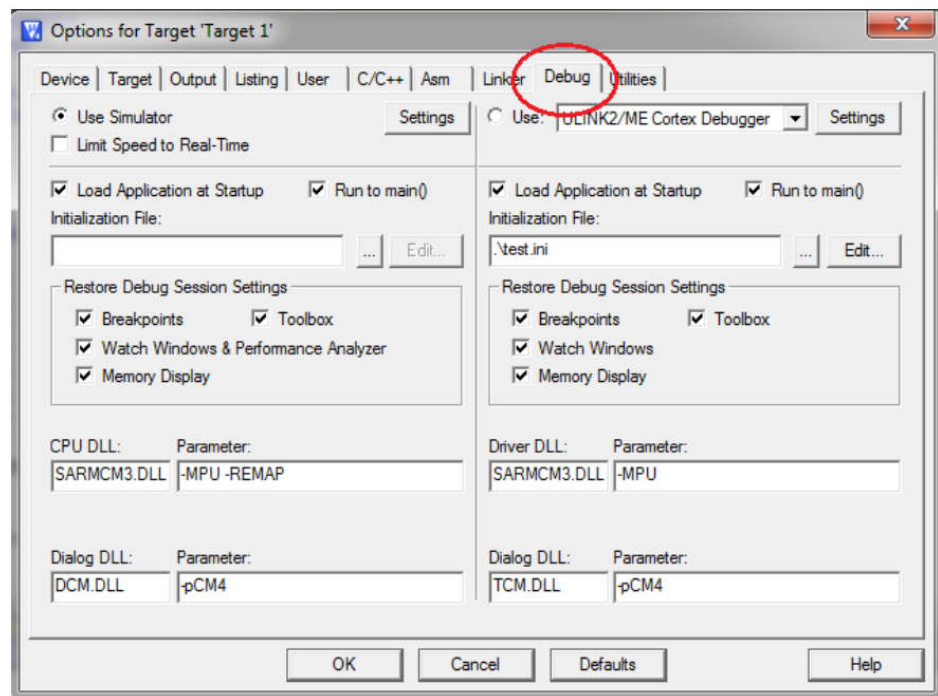 Options for Target 'Target 1'
Device Target Output Listing User C/C++ Asm Linker Debug Utilities
Use Simulator Settings
Limit Speed to Real-Time
Use: ULINK2/ME Cortex Debugger Settings
Load Application at Startup Run to main()
Initialization File:
... Edit...
Restore Debug Session Settings
Breakpoints Toolbox
Watch Windows & Performance Analyzer
Memory Display
CPU DLL: Parameter:
SARMCM3.DLL -MPU -REMAP
Dialog DLL: Parameter:
DCM.DLL -pCM4
Load Application at Startup Run to main()
Initialization File:
.\test.ini ... Edit...
Restore Debug Session Settings
Breakpoints Toolbox
Watch Windows
Memory Display
Driver DLL: Parameter:
SARMCM3.DLL -MPU
Dialog DLL: Parameter:
TCM.DLL -pCM4
OK Cancel Defaults Help